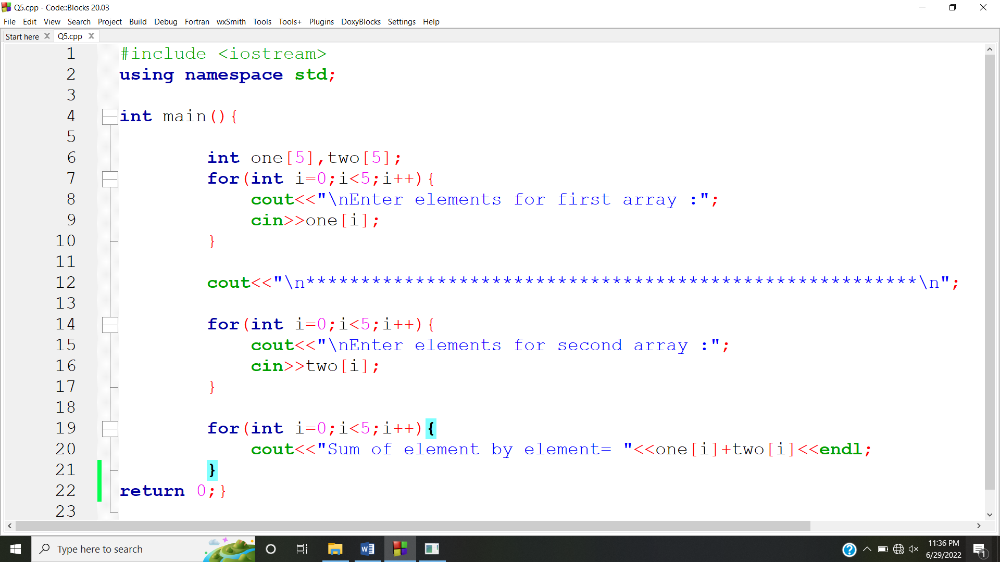 Q5.cpp - Code::Blocks 20.03
File Edit View Search Project Build Debug Fortran wxSmith Tools Tools+ Plugins DoxyBlocks Settings Help
Start here Q5.cpp
1 #include <iostream>
2 using namespace std;
3
4 int main(){
5
6 int one[5],two[5];
7 for(int i=0;i<5;i++){
8 cout<<"\nEnter elements for first array :";
9 cin>>one[i];
10 }
11
12 cout<<"\n********************************************************\n";
13
14 for(int i=0;i<5;i++){
15 cout<<"\nEnter elements for second array :";
16 cin>>two[i];
17 }
18
19 for(int i=0;i<5;i++){
20 cout<<"Sum of element by element= "<<one[i]+two[i]<<endl;
21 }
22 return 0;}
23
Type here to search
11:36 PM
6/29/2022
1